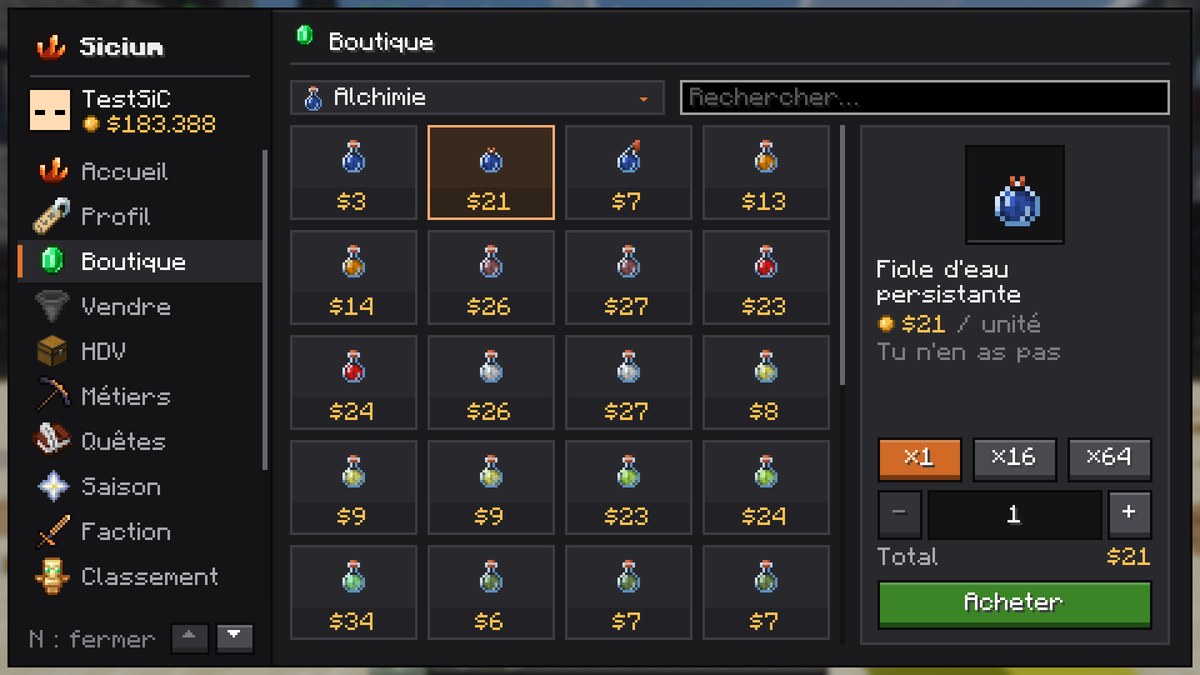 Siciun
TestSiC
$183.388
Accueil
Profil
Boutique
Vendre
HDV
Métiers
Quêtes
Saison
Faction
Classement
N : fermer
Boutique
Alchimie
Rechercher...
$3 $21 $7 $13
$14 $26 $27 $23
$24 $26 $27 $8
$9 $9 $23 $24
$34 $6 $7 $7
Fiole d'eau
persistante
$21 / unité
Tu n'en as pas
×1 ×16 ×64
− 1 +
Total $21
Acheter